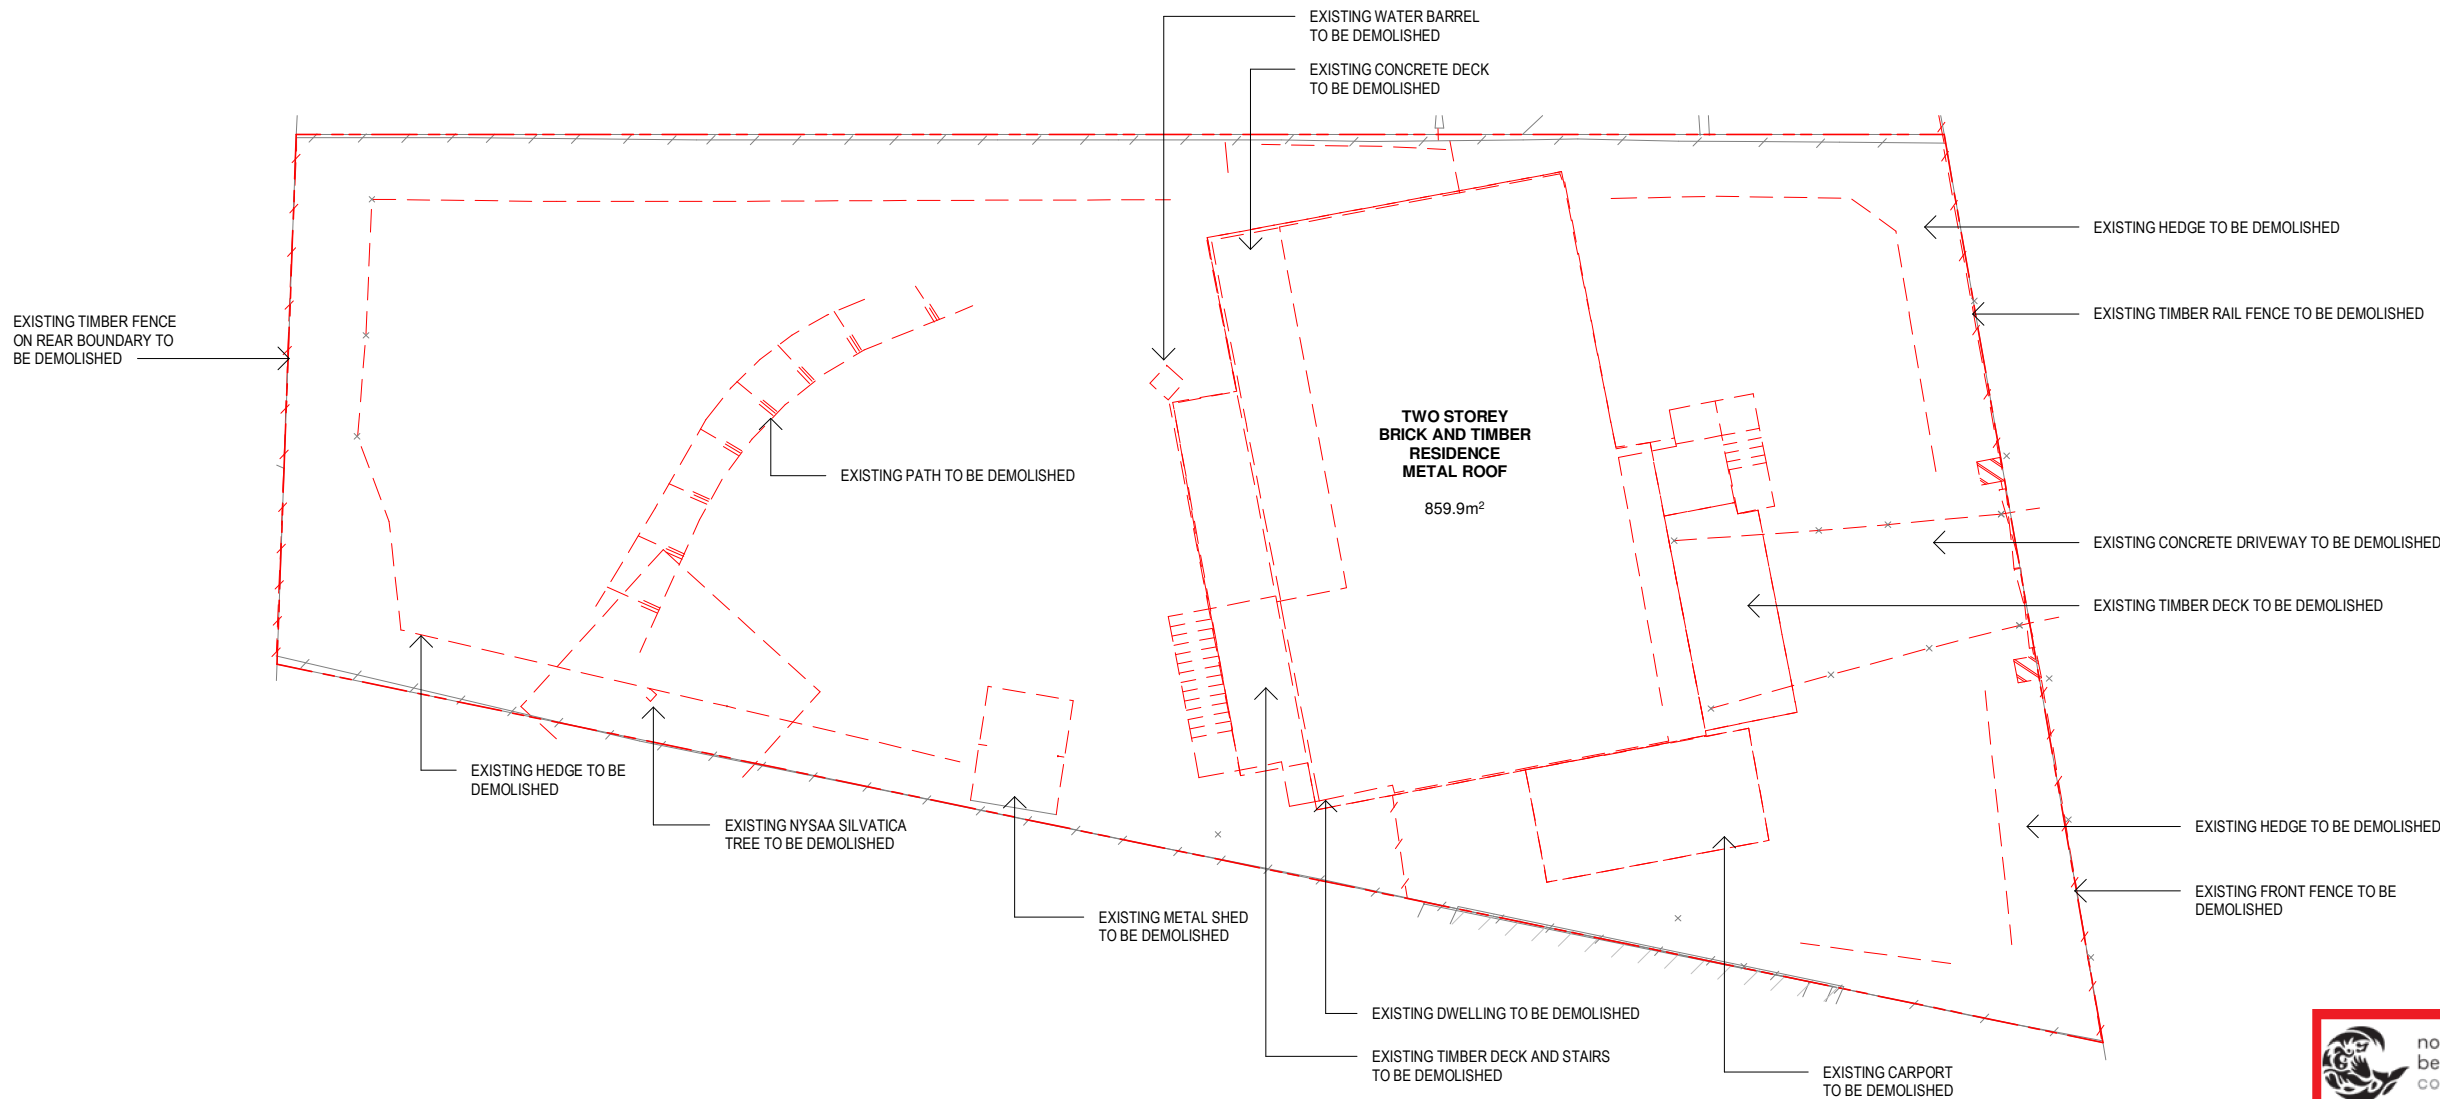 EXISTING WATER BARREL
TO BE DEMOLISHED
EXISTING CONCRETE DECK
TO BE DEMOLISHED
EXISTING HEDGE TO BE DEMOLISHED
EXISTING TIMBER RAIL FENCE TO BE DEMOLISHED
EXISTING TIMBER FENCE
ON REAR BOUNDARY TO
BE DEMOLISHED
TWO STOREY
BRICK AND TIMBER
RESIDENCE
METAL ROOF
859.9m²
EXISTING PATH TO BE DEMOLISHED
EXISTING CONCRETE DRIVEWAY TO BE DEMOLISHED
EXISTING TIMBER DECK TO BE DEMOLISHED
EXISTING HEDGE TO BE
DEMOLISHED
EXISTING NYSAA SILVATICA
TREE TO BE DEMOLISHED
EXISTING HEDGE TO BE DEMOLISHED
EXISTING METAL SHED
TO BE DEMOLISHED
EXISTING FRONT FENCE TO BE
DEMOLISHED
EXISTING DWELLING TO BE DEMOLISHED
EXISTING TIMBER DECK AND STAIRS
TO BE DEMOLISHED
EXISTING CARPORT
TO BE DEMOLISHED
no
be
co